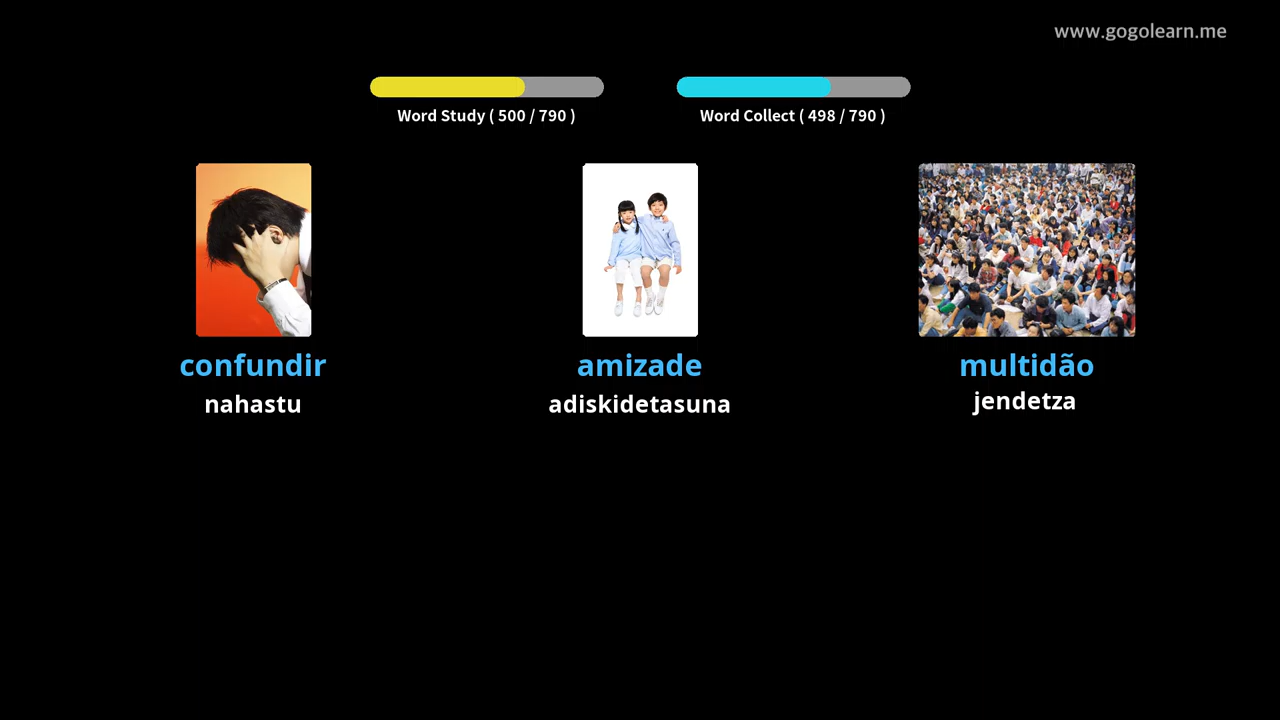 www.gogolearn.me
Word Study ( 500 / 790 )
Word Collect ( 498 / 790 )
confundir
nahastu
amizade
adiskidetasuna
multidão
jendetza